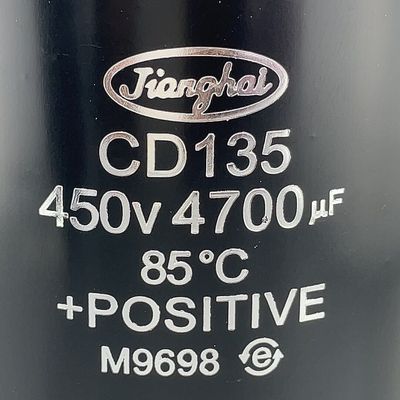 Jianghai
CD135
450V 4700µF
85°C
+POSITIVE
M9698 e